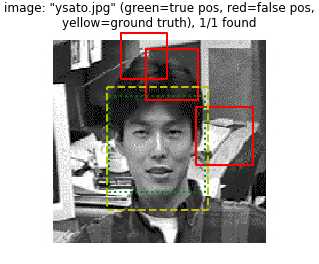 image: "ysato.jpg" (green=true pos, red=false pos,
yellow=ground truth), 1/1 found